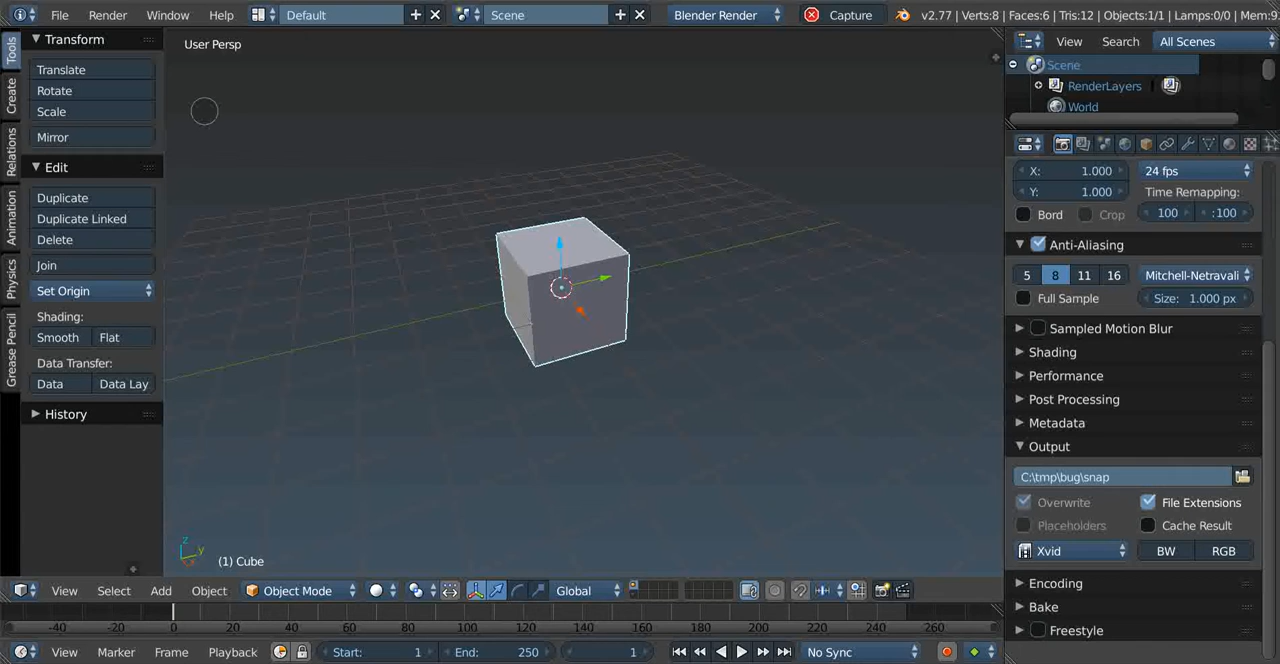 File Render Window Help Default Scene Blender Render Capture v2.77 | Verts:8 | Faces:6 | Tris:12 | Objects:1/1 | Lamps:0/0 | Mem:9
Tools
Create
Relations
Animation
Physics
Grease Pencil
Transform
Translate
Rotate
Scale
Mirror
Edit
Duplicate
Duplicate Linked
Delete
Join
Set Origin
Shading:
Smooth Flat
Data Transfer:
Data Data Lay
History
User Persp
z
y
(1) Cube
View Select Add Object Object Mode Global
-40 -20 0 20 40 60 80 100 120 140 160 180 200 220 240 260
View Marker Frame Playback Start: 1 End: 250 1 No Sync
View Search All Scenes
Scene
RenderLayers
World
X: 1.000 24 fps
Y: 1.000 Time Remapping:
Bord Crop 100 :100
Anti-Aliasing
5 8 11 16 Mitchell-Netravali
Full Sample Size: 1.000 px
Sampled Motion Blur
Shading
Performance
Post Processing
Metadata
Output
C:\tmp\bug\snap
Overwrite File Extensions
Placeholders Cache Result
Xvid BW RGB
Encoding
Bake
Freestyle